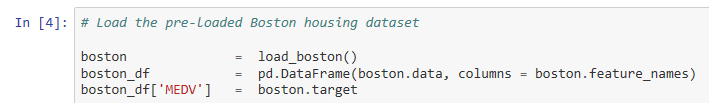 In [4]: # Load the pre-loaded Boston housing dataset
boston = load_boston()
boston_df = pd.DataFrame(boston.data, columns = boston.feature_names)
boston_df['MEDV'] = boston.target